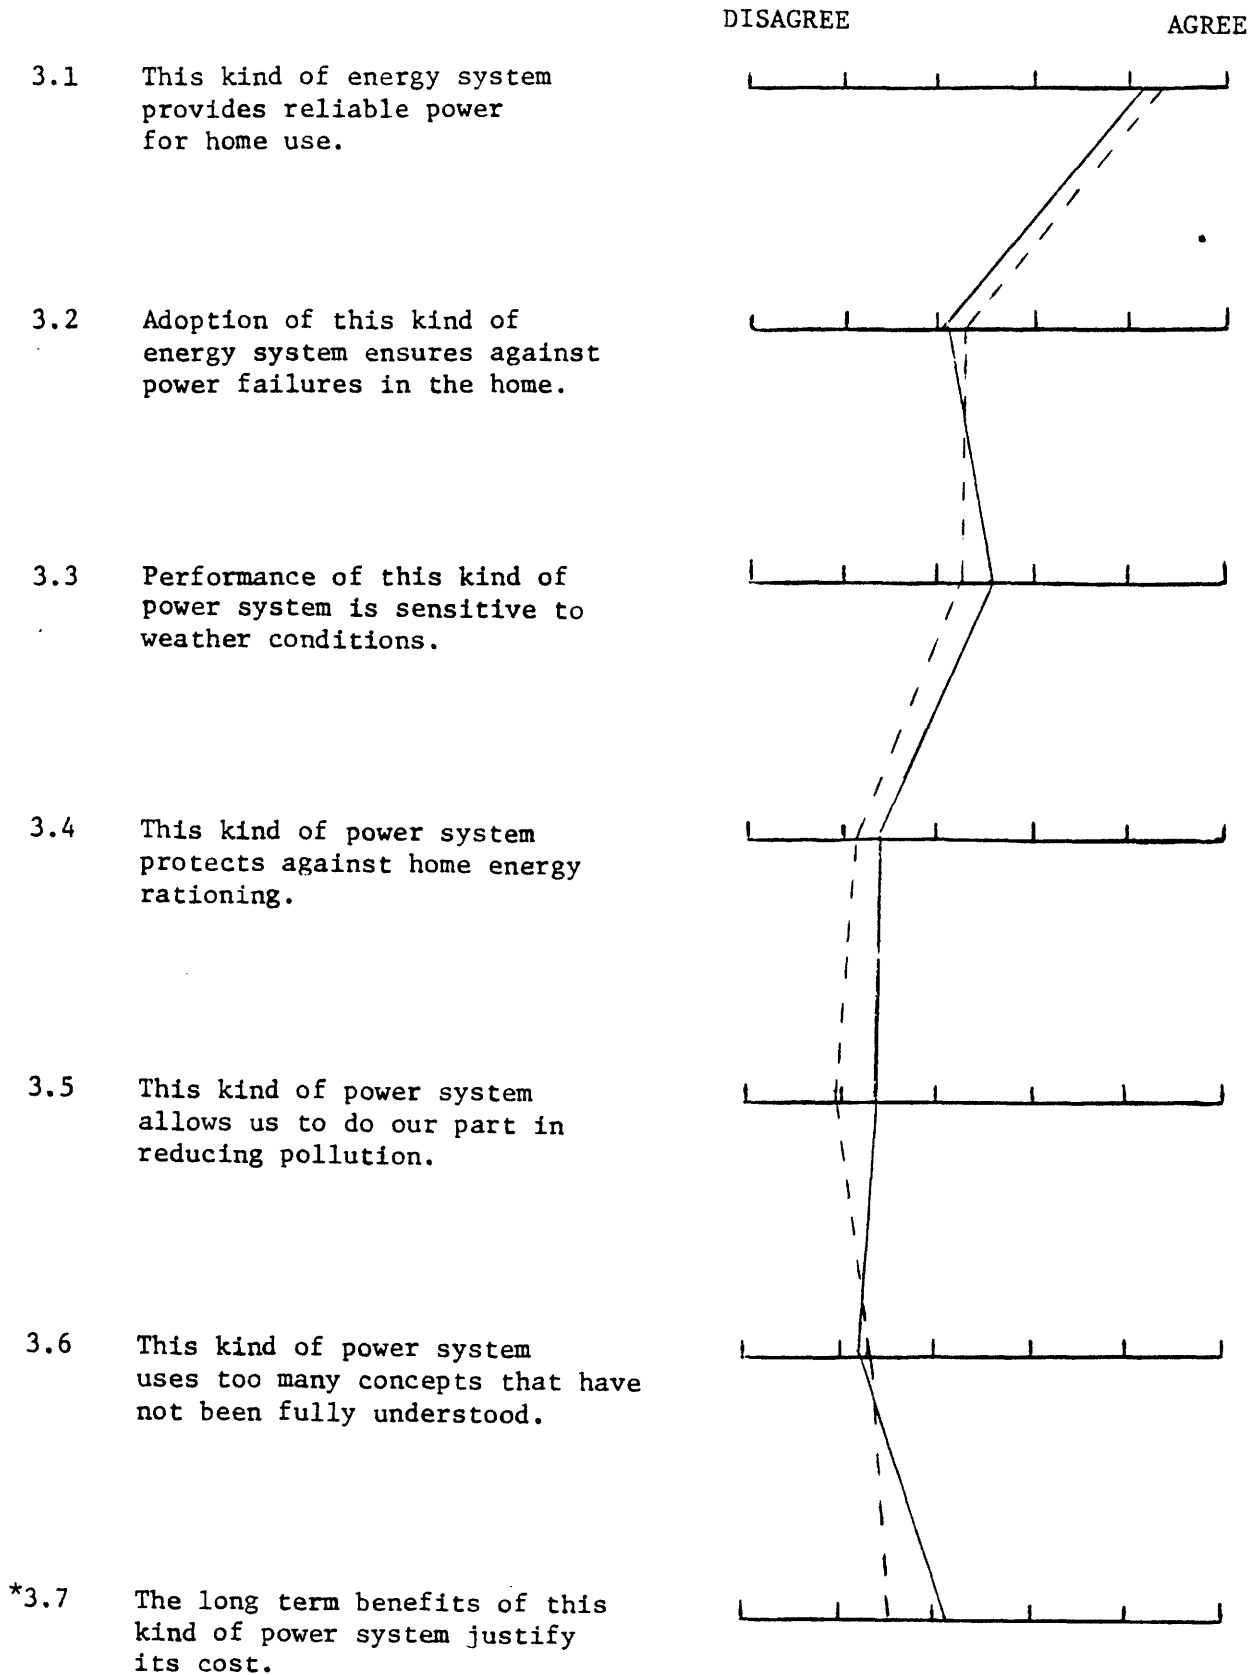 DISAGREE AGREE
3.1 This kind of energy system
provides reliable power
for home use.
3.2 Adoption of this kind of
energy system ensures against
power failures in the home.
3.3 Performance of this kind of
power system is sensitive to
weather conditions.
3.4 This kind of power system
protects against home energy
rationing.
3.5 This kind of power system
allows us to do our part in
reducing pollution.
3.6 This kind of power system
uses too many concepts that have
not been fully understood.
*3.7 The long term benefits of this
kind of power system justify
its cost.